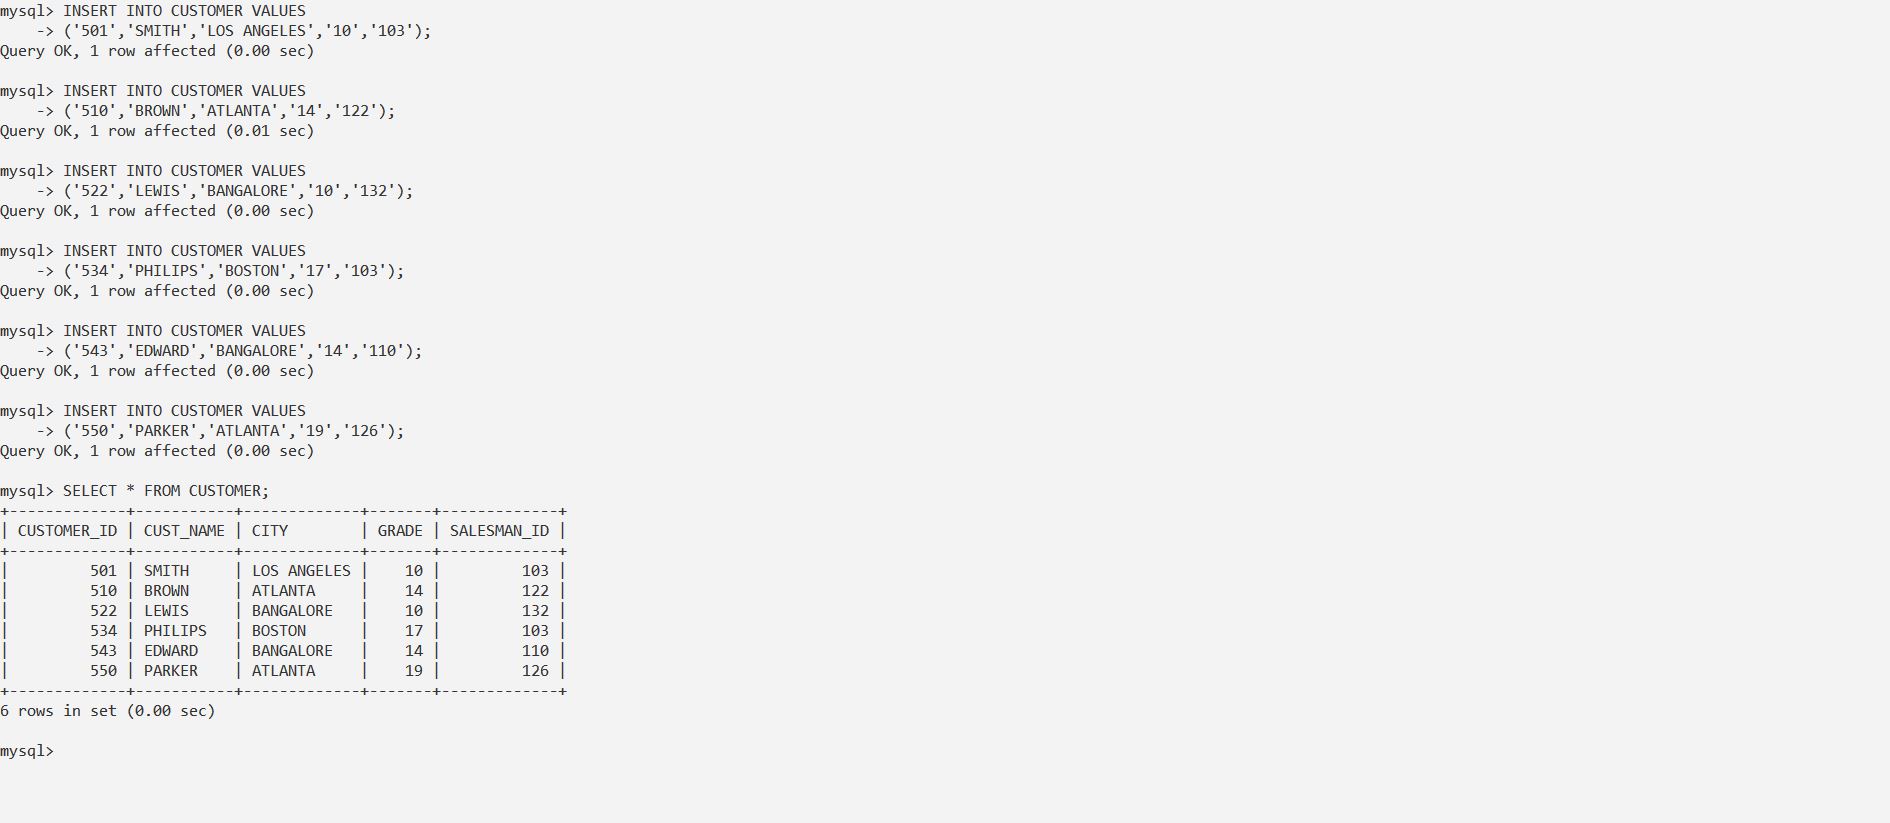 mysql> INSERT INTO CUSTOMER VALUES
    -> ('501','SMITH','LOS ANGELES','10','103');
Query OK, 1 row affected (0.00 sec)

mysql> INSERT INTO CUSTOMER VALUES
    -> ('510','BROWN','ATLANTA','14','122');
Query OK, 1 row affected (0.01 sec)

mysql> INSERT INTO CUSTOMER VALUES
    -> ('522','LEWIS','BANGALORE','10','132');
Query OK, 1 row affected (0.00 sec)

mysql> INSERT INTO CUSTOMER VALUES
    -> ('534','PHILIPS','BOSTON','17','103');
Query OK, 1 row affected (0.00 sec)

mysql> INSERT INTO CUSTOMER VALUES
    -> ('543','EDWARD','BANGALORE','14','110');
Query OK, 1 row affected (0.00 sec)

mysql> INSERT INTO CUSTOMER VALUES
    -> ('550','PARKER','ATLANTA','19','126');
Query OK, 1 row affected (0.00 sec)

mysql> SELECT * FROM CUSTOMER;
+-------------+-----------+-------------+-------+-------------+
| CUSTOMER_ID | CUST_NAME | CITY        | GRADE | SALESMAN_ID |
+-------------+-----------+-------------+-------+-------------+
|         501 | SMITH     | LOS ANGELES |    10 |         103 |
|         510 | BROWN     | ATLANTA     |    14 |         122 |
|         522 | LEWIS     | BANGALORE   |    10 |         132 |
|         534 | PHILIPS   | BOSTON      |    17 |         103 |
|         543 | EDWARD    | BANGALORE   |    14 |         110 |
|         550 | PARKER    | ATLANTA     |    19 |         126 |
+-------------+-----------+-------------+-------+-------------+
6 rows in set (0.00 sec)

mysql>